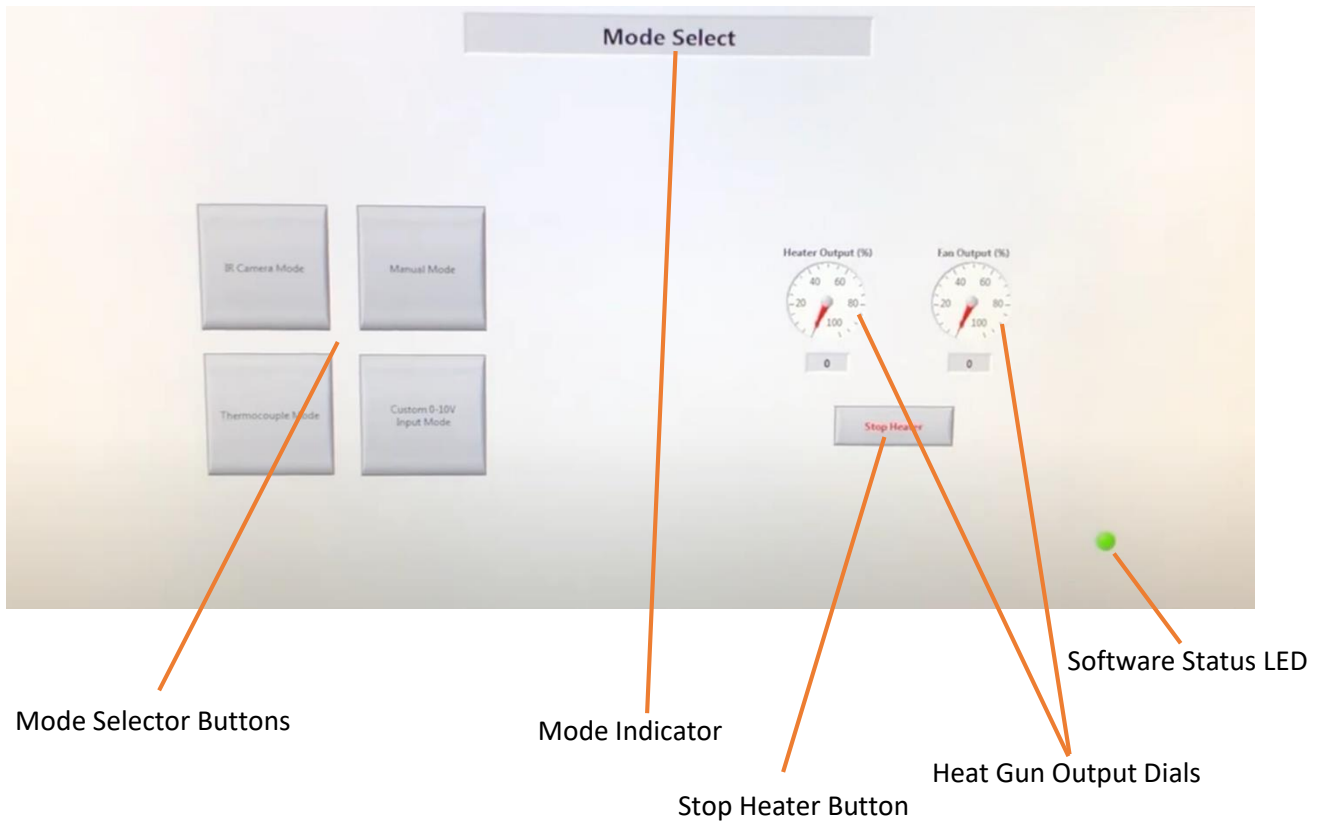 Mode Select
IR Camera Mode
Manual Mode
Thermocouple Mode
Custom 0-10V
Input Mode
Heater Output (%)
Fan Output (%)
40 60
20 80
100
40 60
20 80
100
0
0
Stop Heater
Software Status LED
Mode Selector Buttons
Mode Indicator
Heat Gun Output Dials
Stop Heater Button